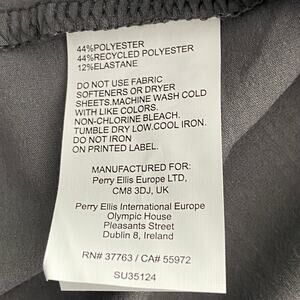 44%POLYESTER
44%RECYCLED POLYESTER
12%ELASTANE
DO NOT USE FABRIC
SOFTENERS OR DRYER
SHEETS.MACHINE WASH COLD
WITH LIKE COLORS.
NON-CHLORINE BLEACH.
TUMBLE DRY LOW.COOL IRON.
DO NOT IRON
ON PRINTED LABEL.
MANUFACTURED FOR:
Perry Ellis Europe LTD,
CM8 3DJ, UK
Perry Ellis International Europe
Olympic House
Pleasants Street
Dublin 8, Ireland
RN# 37763 / CA# 55972
SU35124